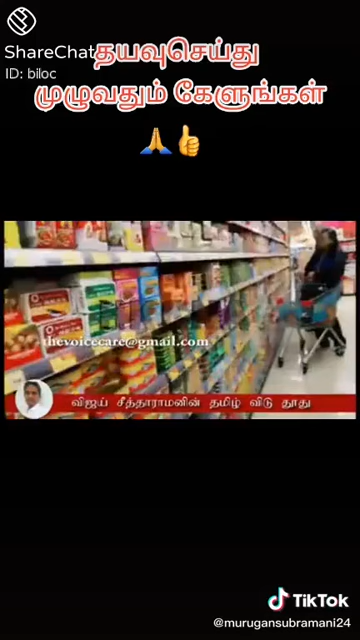 ShareChat
ID: biloc
தயவுசெய்து
முழுவதும் கேளுங்கள்
thevoicecare@gmail.com
விஜய் சீத்தாராமனின் தமிழ் விடு தூது
TikTok
@murugansubramani24